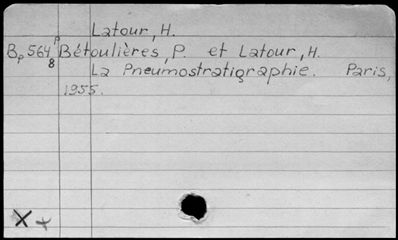 Latour, H.
Bp 564 p 8 Bétoulières, P. et Latour, H.
La Pneumostratigraphie. Paris,
1955.
X +